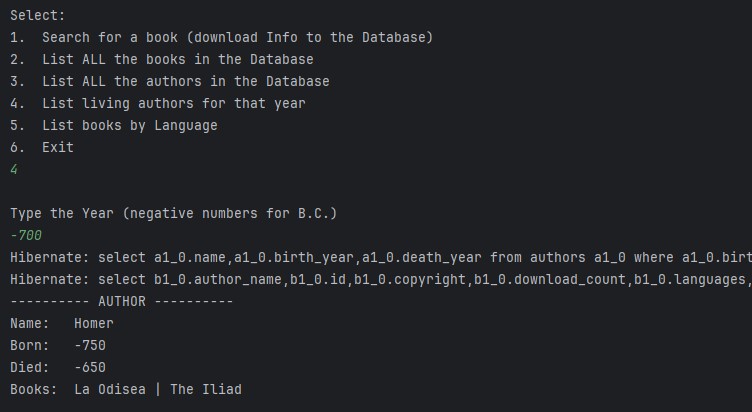 Select:
1.  Search for a book (download Info to the Database)
2.  List ALL the books in the Database
3.  List ALL the authors in the Database
4.  List living authors for that year
5.  List books by Language
6.  Exit
4
Type the Year (negative numbers for B.C.)
-700
Hibernate: select a1_0.name,a1_0.birth_year,a1_0.death_year from authors a1_0 where a1_0.birt
Hibernate: select b1_0.author_name,b1_0.id,b1_0.copyright,b1_0.download_count,b1_0.languages,
---------- AUTHOR ----------
Name:   Homer
Born:   -750
Died:   -650
Books:  La Odisea | The Iliad